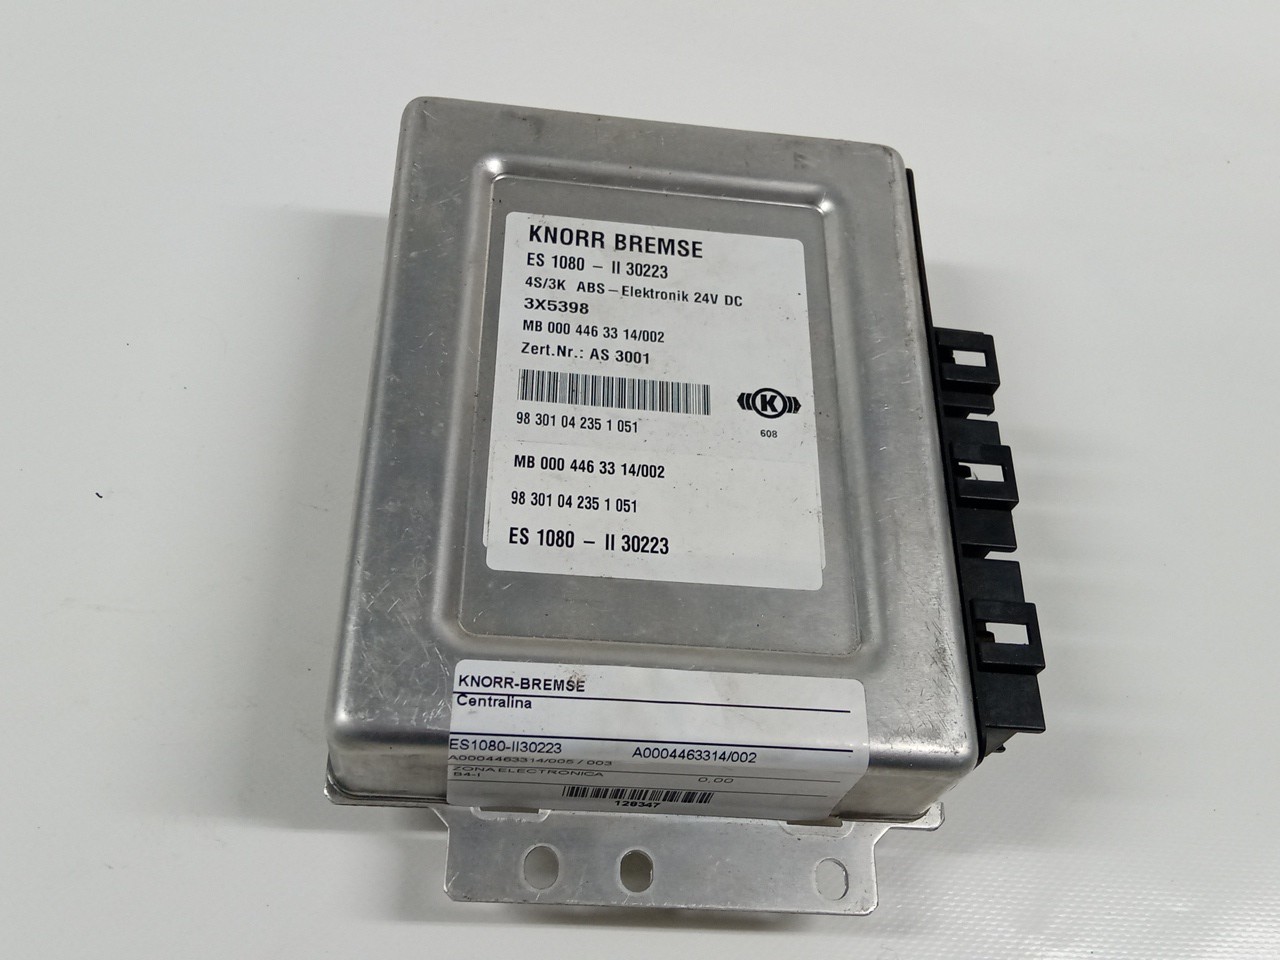 KNORR BREMSE
ES 1080 – II 30223
4S/3K ABS – Elektronik 24V DC
3X5398
MB 000 446 33 14/002
Zert.Nr.: AS 3001
K
98 301 04 235 1 051
608
MB 000 446 33 14/002
98 301 04 235 1 051
ES 1080 – II 30223
KNORR-BREMSE
Centralina
ES1080-II30223 A0004463314/002
A0004463314/005 / 003
ZONA ELECTRONICA 0,00
B4-I
128347